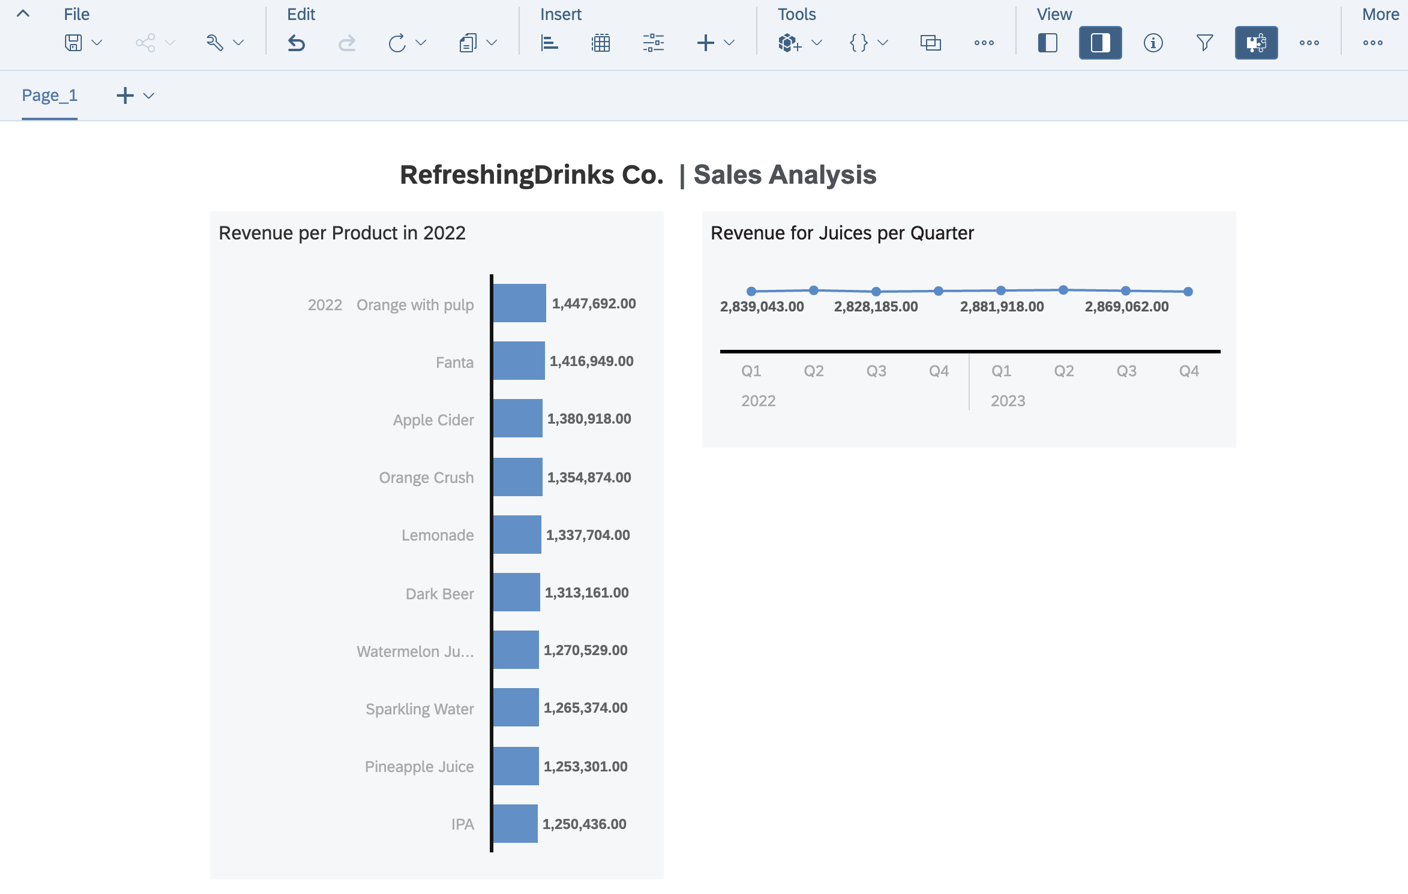 File Edit Insert Tools View More
Page_1
RefreshingDrinks Co. | Sales Analysis
Revenue per Product in 2022
2022 Orange with pulp 1,447,692.00
Fanta 1,416,949.00
Apple Cider 1,380,918.00
Orange Crush 1,354,874.00
Lemonade 1,337,704.00
Dark Beer 1,313,161.00
Watermelon Ju... 1,270,529.00
Sparkling Water 1,265,374.00
Pineapple Juice 1,253,301.00
IPA 1,250,436.00
Revenue for Juices per Quarter
2,839,043.00 2,828,185.00 2,881,918.00 2,869,062.00
Q1 Q2 Q3 Q4 Q1 Q2 Q3 Q4
2022 2023